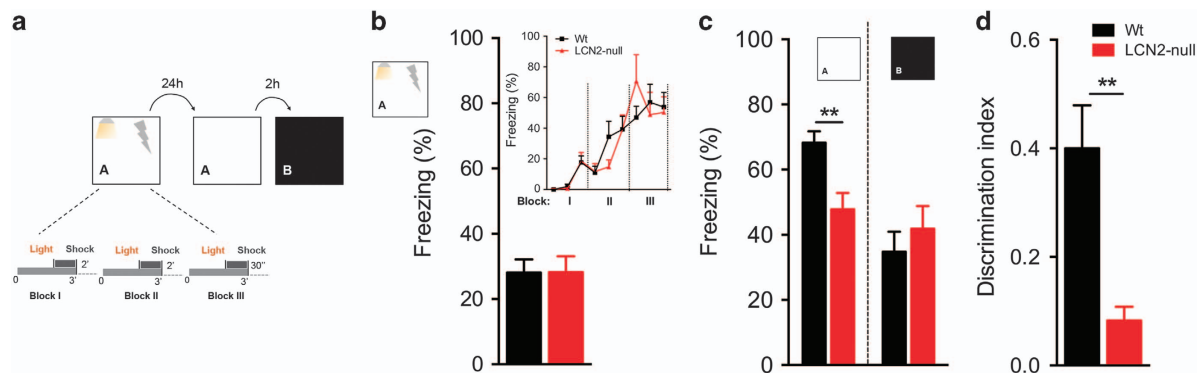 a
24h
2h
A
A
B
Light Shock
2'
0 3'
Block I
Light Shock
2'
0 3'
Block II
Light Shock
30''
0 3'
Block III
b
A
Freezing (%)
100
80
60
40
20
0
Freezing (%)
100
80
60
40
20
0
Wt
LCN2-null
Block: I II III
c
Freezing (%)
100
80
60
40
20
0
A
B
**
d
Wt
LCN2-null
Discrimination index
0.6
0.4
0.2
0.0
**